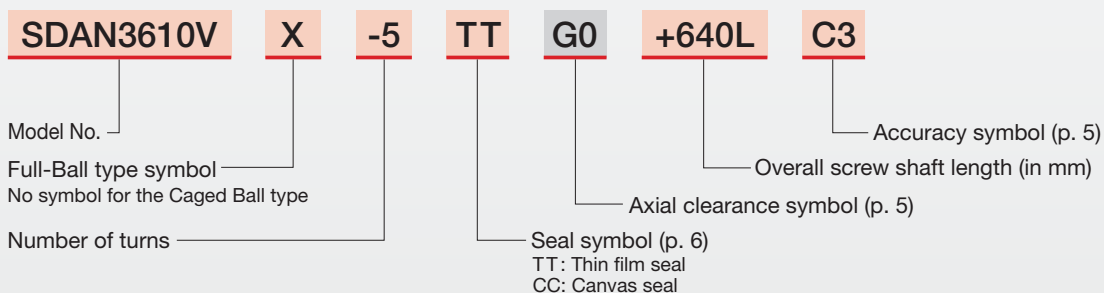 SDAN3610V X -5 TT G0 +640L C3
Model No.
Accuracy symbol (p. 5)
Full-Ball type symbol
No symbol for the Caged Ball type
Overall screw shaft length (in mm)
Axial clearance symbol (p. 5)
Number of turns
Seal symbol (p. 6)
TT: Thin film seal
CC: Canvas seal